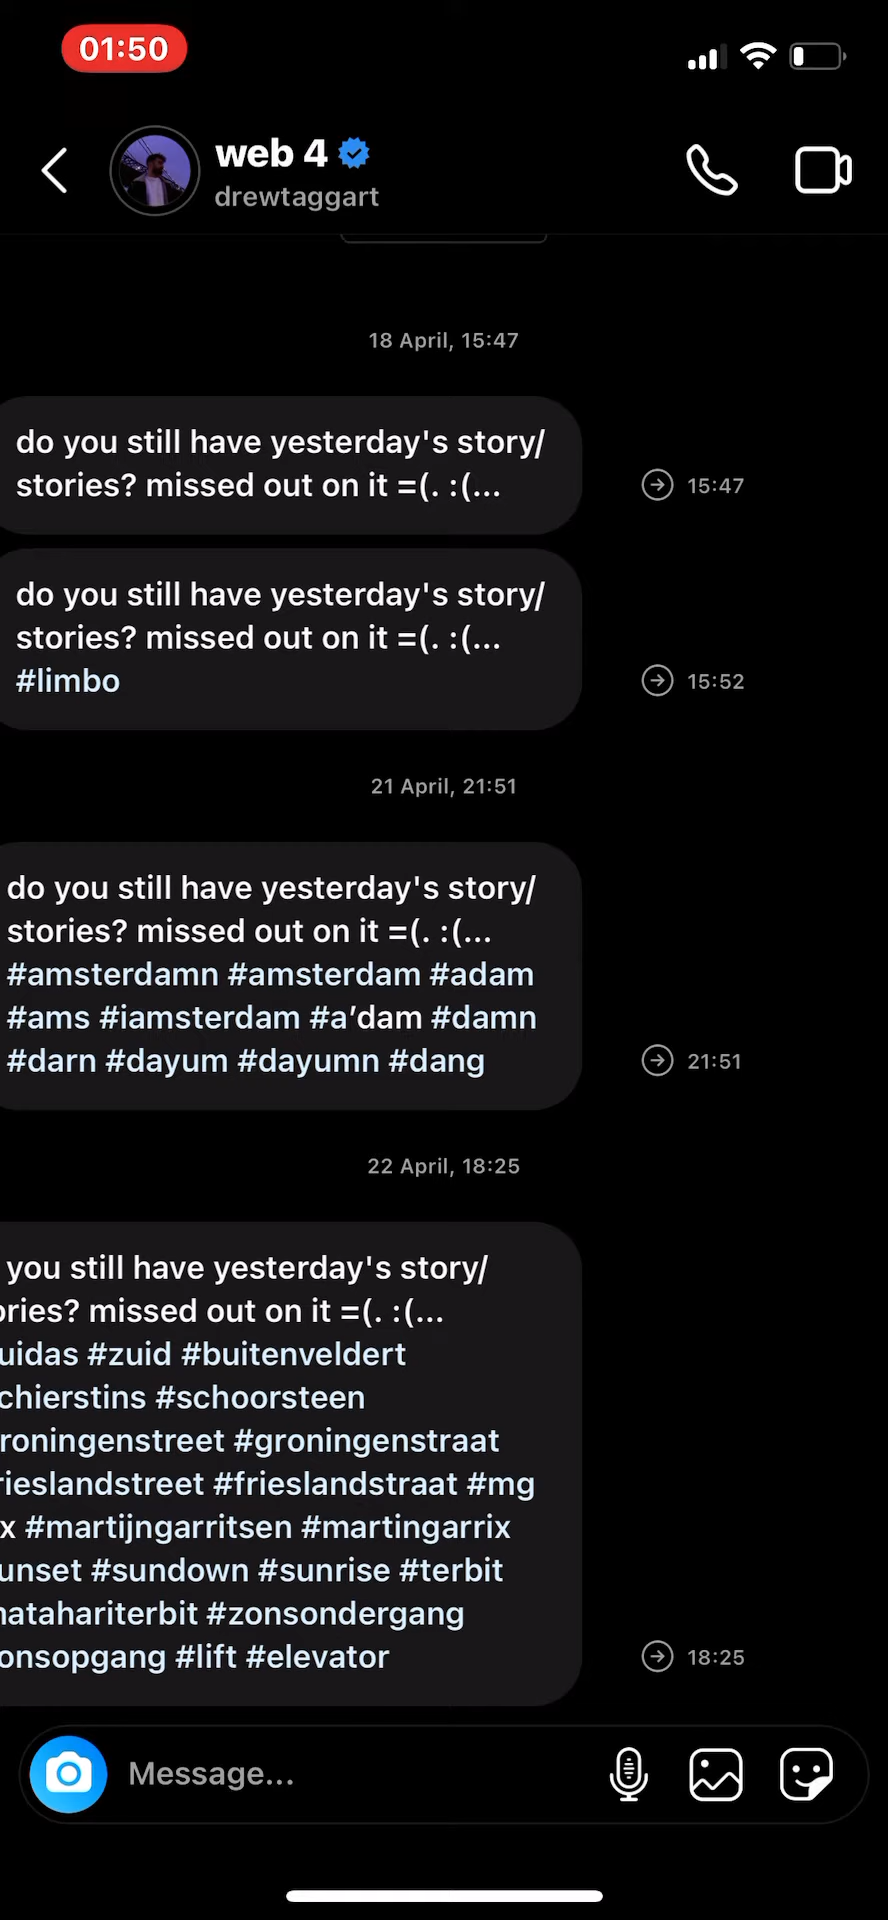 01:50
web 4
drewtaggart
18 April, 15:47
do you still have yesterday's story/
stories? missed out on it =(. :(...
15:47
do you still have yesterday's story/
stories? missed out on it =(. :(...
#limbo
15:52
21 April, 21:51
do you still have yesterday's story/
stories? missed out on it =(. :(...
#amsterdamn #amsterdam #adam
#ams #iamsterdam #a’dam #damn
#darn #dayum #dayumn #dang
21:51
22 April, 18:25
you still have yesterday's story/
ories? missed out on it =(. :(...
uidas #zuid #buitenveldert
chierstins #schoorsteen
roningenstreet #groningenstraat
rieslandstreet #frieslandstraat #mg
x #martijngarritsen #martingarrix
unset #sundown #sunrise #terbit
natahariterbit #zonsondergang
onsopgang #lift #elevator
18:25
Message...